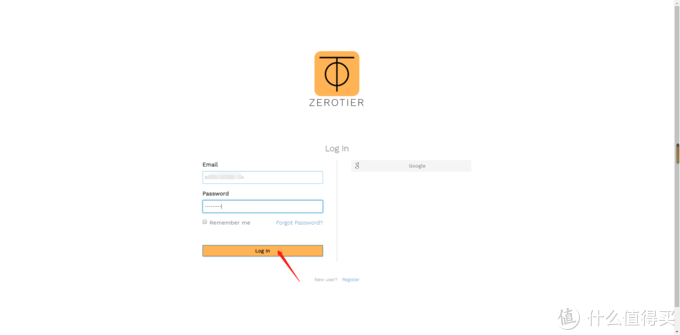 ZEROTIER
Log In
Email
Password
Remember me
Forgot Password?
Log In
Google
New user? Register
值 什么值得买